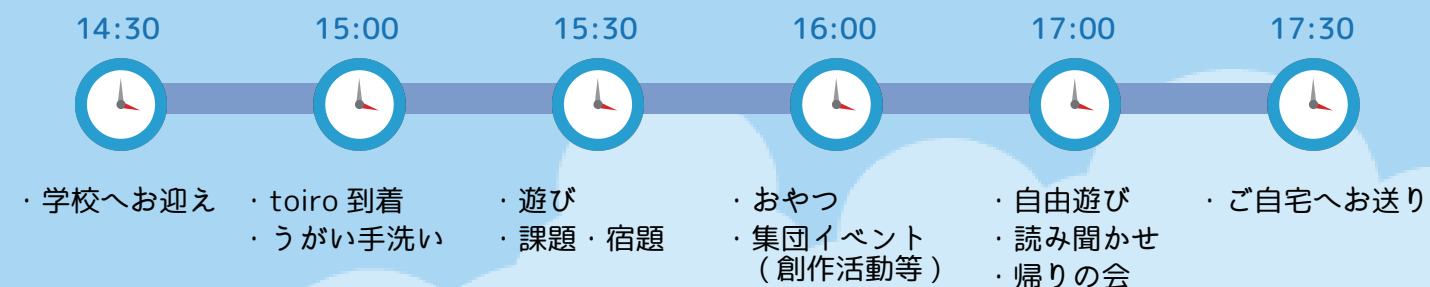 14:30
15:00
15:30
16:00
17:00
17:30
・学校へお迎え
・toiro 到着
・うがい手洗い
・遊び
・課題・宿題
・おやつ
・集団イベント
（創作活動等）
・自由遊び
・読み聞かせ
・帰りの会
・ご自宅へお送り